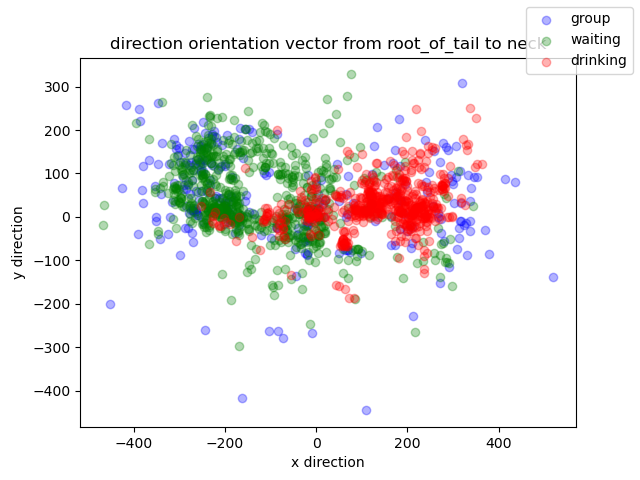 direction orientation vector from root_of_tail to neck
group
waiting
drinking
y direction
300
200
100
0
−100
−200
−300
−400
−400
−200
0
200
400
x direction